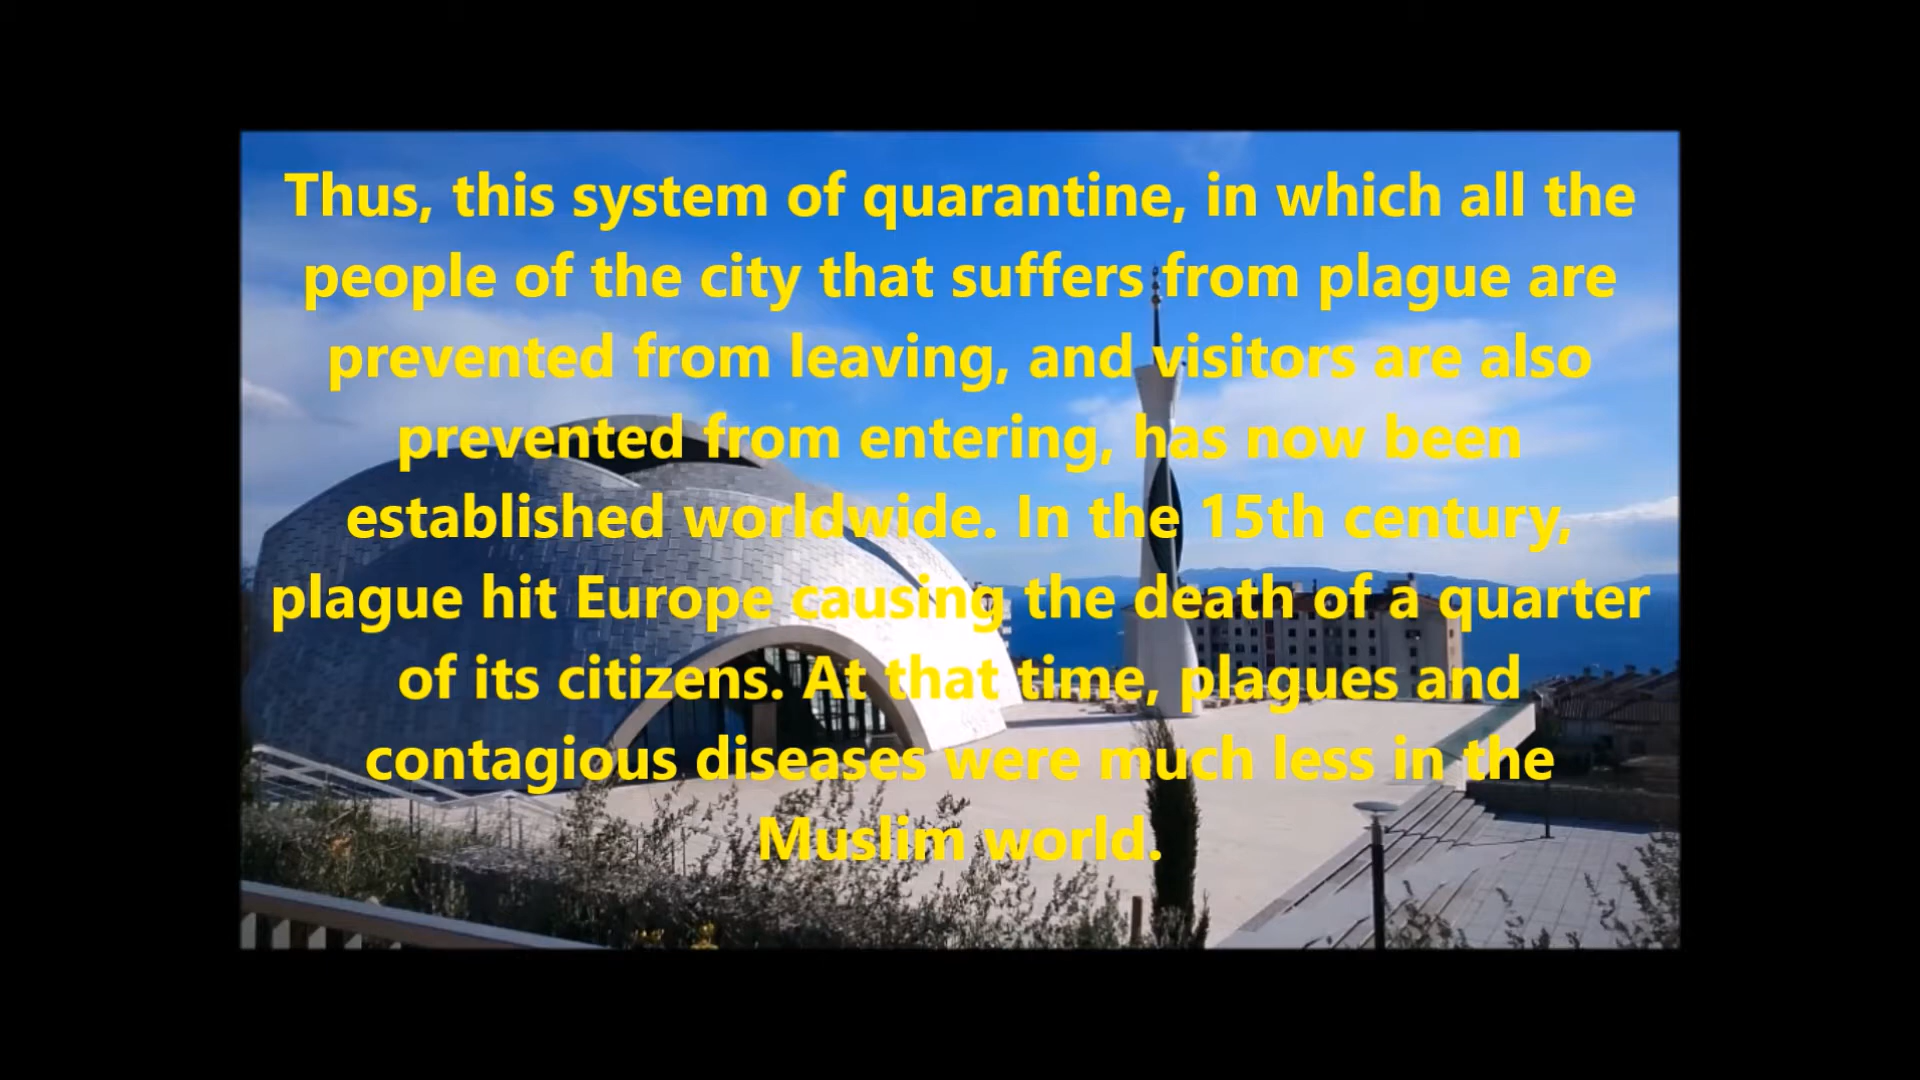 Thus, this system of quarantine, in which all the
people of the city that suffers from plague are
prevented from leaving, and visitors are also
prevented from entering, has now been
established worldwide. In the 15th century,
plague hit Europe causing the death of a quarter
of its citizens. At that time, plagues and
contagious diseases were much less in the
Muslim world.